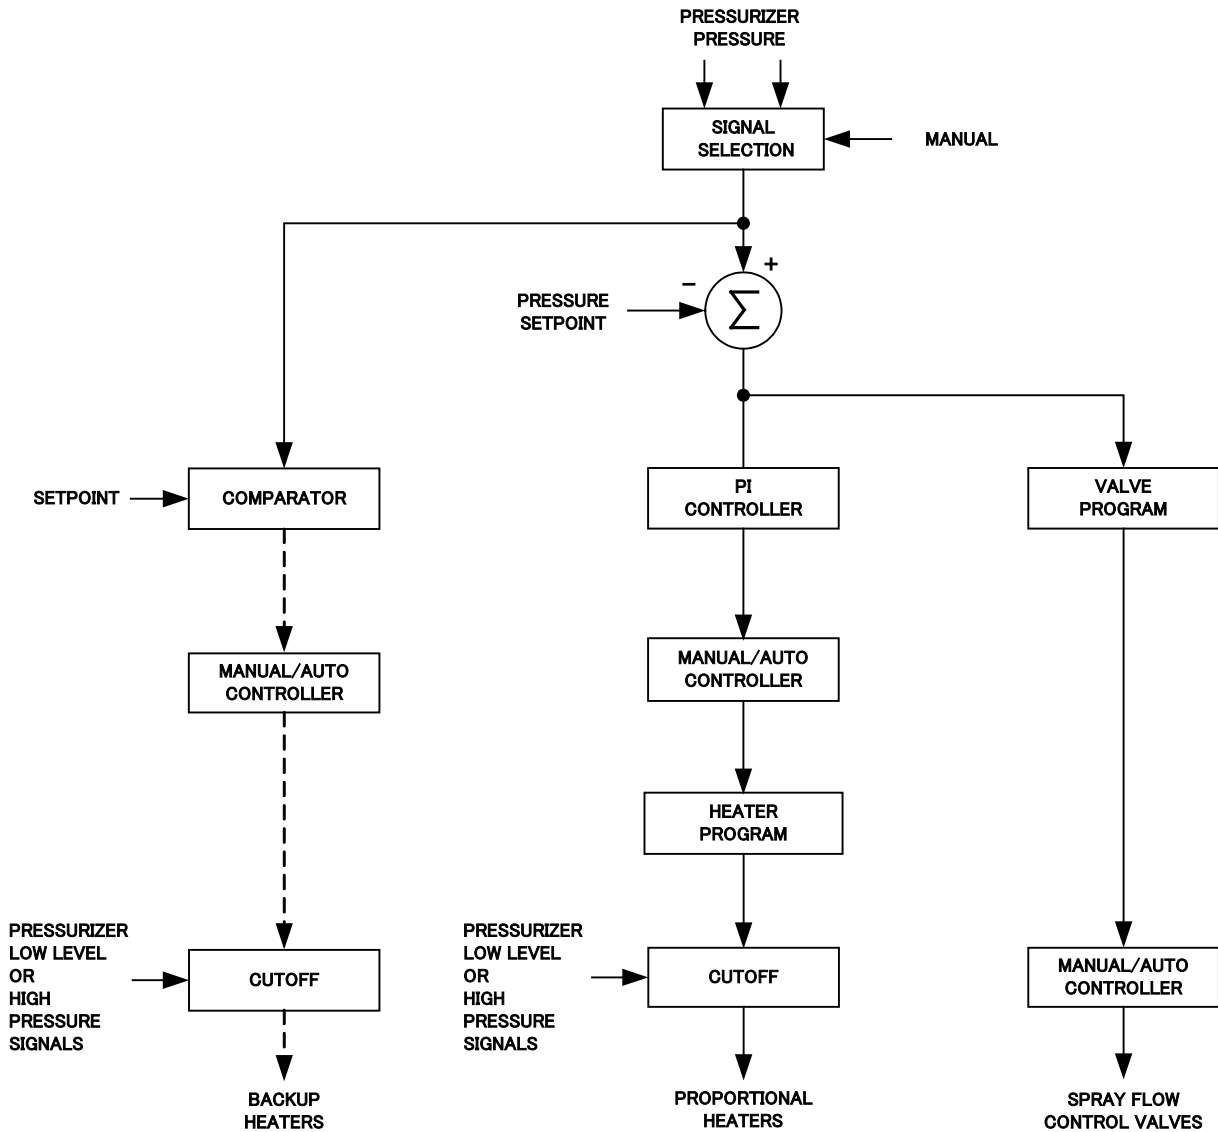 PRESSURIZER
PRESSURE
SIGNAL
SELECTION
MANUAL
+
−
PRESSURE
SETPOINT
Σ
SETPOINT
COMPARATOR
PI
CONTROLLER
VALVE
PROGRAM
MANUAL/AUTO
CONTROLLER
MANUAL/AUTO
CONTROLLER
HEATER
PROGRAM
PRESSURIZER
LOW LEVEL
OR
HIGH
PRESSURE
SIGNALS
CUTOFF
PRESSURIZER
LOW LEVEL
OR
HIGH
PRESSURE
SIGNALS
CUTOFF
MANUAL/AUTO
CONTROLLER
BACKUP
HEATERS
PROPORTIONAL
HEATERS
SPRAY FLOW
CONTROL VALVES